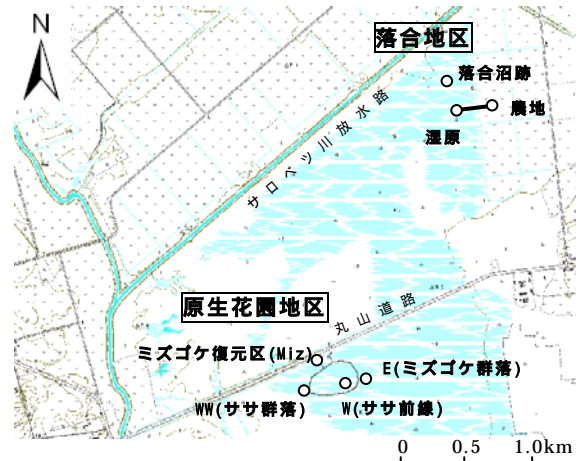 N
落合地区
落合沼跡
農地
湿原
サロベツ川放水路
原生花園地区
丸山道路
ミズゴケ復元区(Miz)
E(ミズゴケ群落)
WW(ササ群落)
W(ササ前線)
0 0.5 1.0km